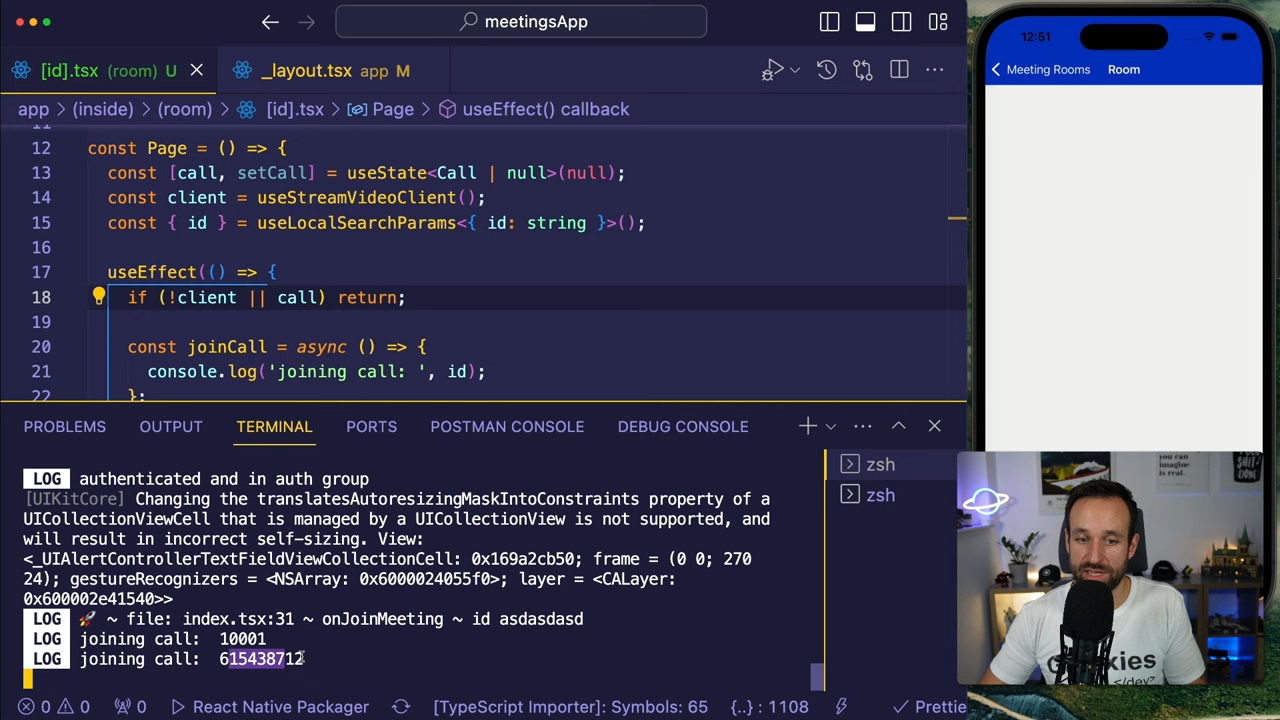 meetingsApp
[id].tsx (room) U
_layout.tsx app M
app > (inside) > (room) > [id].tsx > Page > useEffect() callback
11
12 const Page = () => {
13 const [call, setCall] = useState<Call | null>(null);
14 const client = useStreamVideoClient();
15 const { id } = useLocalSearchParams<{ id: string }>();
16
17 useEffect(() => {
18 if (!client || call) return;
19
20 const joinCall = async () => {
21 console.log('joining call: ', id);
22 };
PROBLEMS OUTPUT TERMINAL PORTS POSTMAN CONSOLE DEBUG CONSOLE
LOG authenticated and in auth group
[UIKitCore] Changing the translatesAutoresizingMaskIntoConstraints property of a
UICollectionViewCell that is managed by a UICollectionView is not supported, and
will result in incorrect self-sizing. View:
<_UIAlertControllerTextFieldViewCollectionCell: 0x169a2cb50; frame = (0 0; 270
24); gestureRecognizers = <NSArray: 0x6000024055f0>; layer = <CALayer:
0x600002e41540>>
LOG 🚀 ~ file: index.tsx:31 ~ onJoinMeeting ~ id asdasdasd
LOG joining call: 10001
LOG joining call: 615438712
zsh
zsh
0 0 0 React Native Packager [TypeScript Importer]: Symbols: 65 {..} : 1108 Prettie
12:51
Meeting Rooms Room